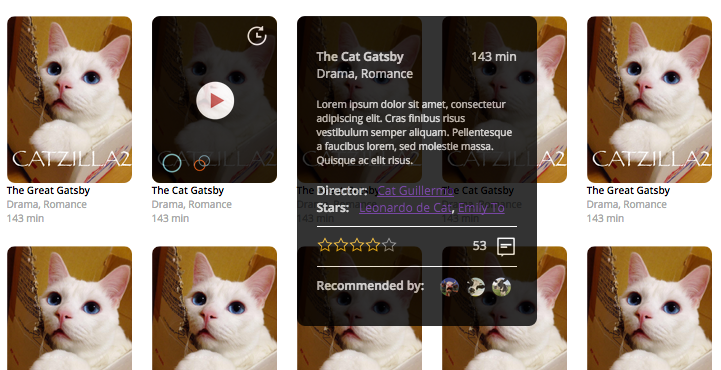 CATZILLA2
The Great Gatsby
Drama, Romance
143 min
CATZILLA2
The Cat Gatsby
Drama, Romance
143 min
The Cat Gatsby 143 min
Drama, Romance
Lorem ipsum dolor sit amet, consectetur
adipiscing elit. Cras finibus risus
vestibulum semper aliquam. Pellentesque
a faucibus lorem, sed molestie massa.
Quisque ac elit risus.
Director: Cat Guillermo
Stars: Leonardo de Cat, Emily To
53
Recommended by:
CATZILLA2
The Great Gatsby
Drama, Romance
143 min